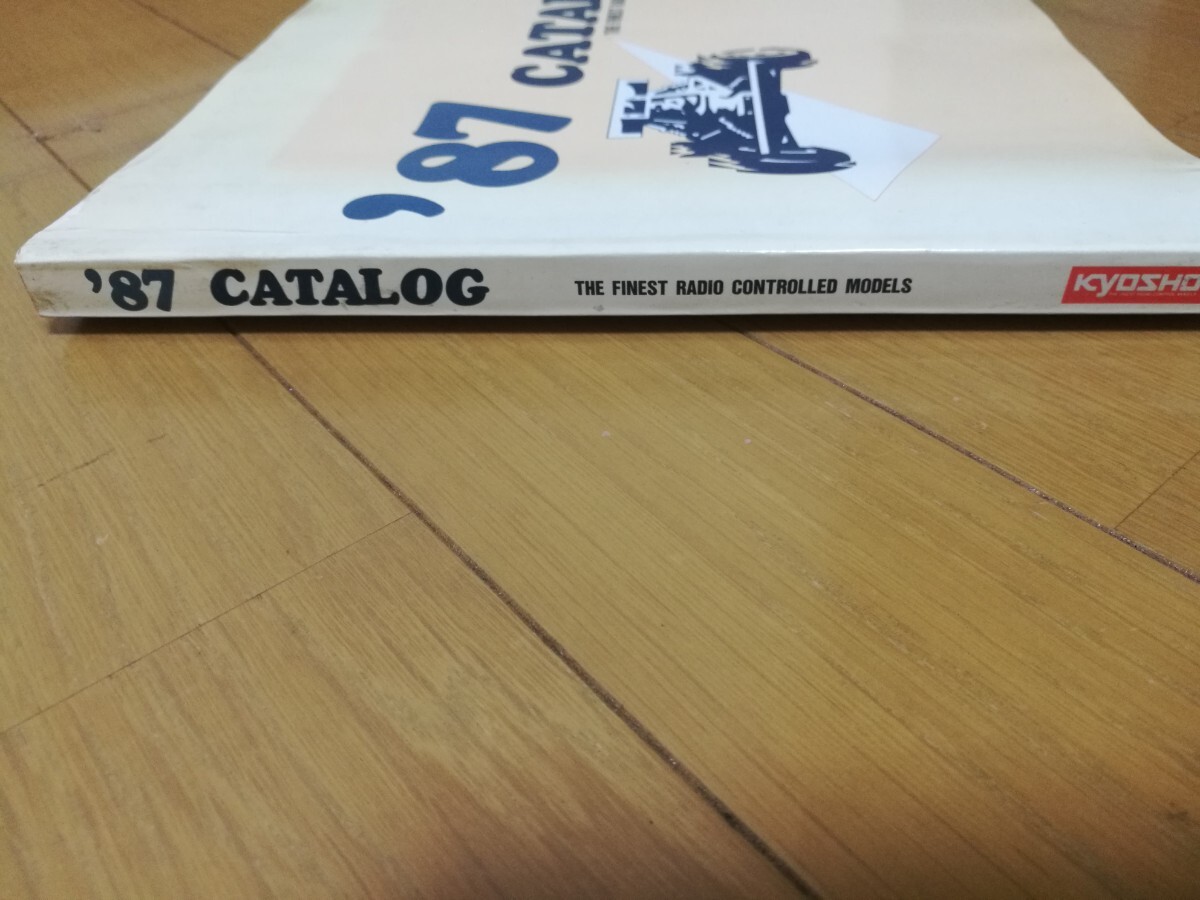 '87 CATAL
'87 CATALOG THE FINEST RADIO CONTROLLED MODELS KYOSHO